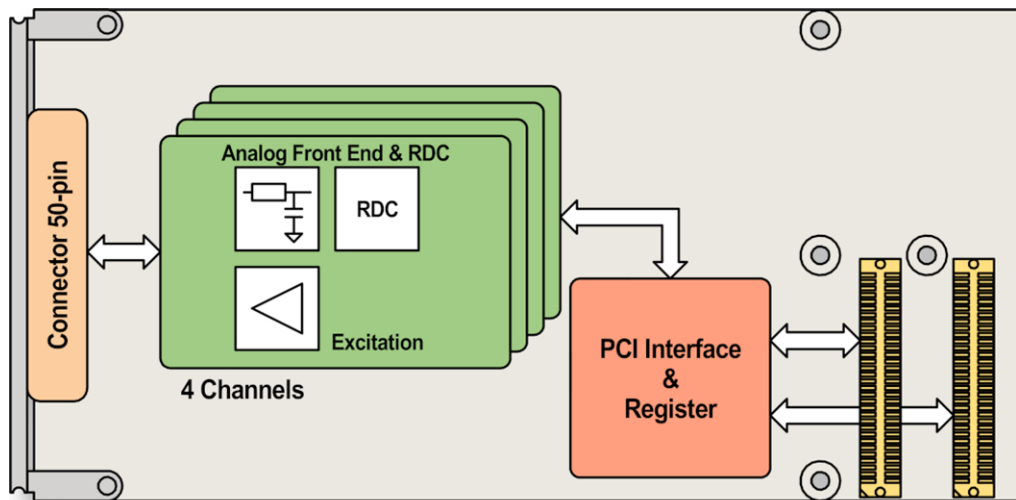 Connector 50-pin
Analog Front End & RDC
RDC
Excitation
4 Channels
PCI Interface
&
Register